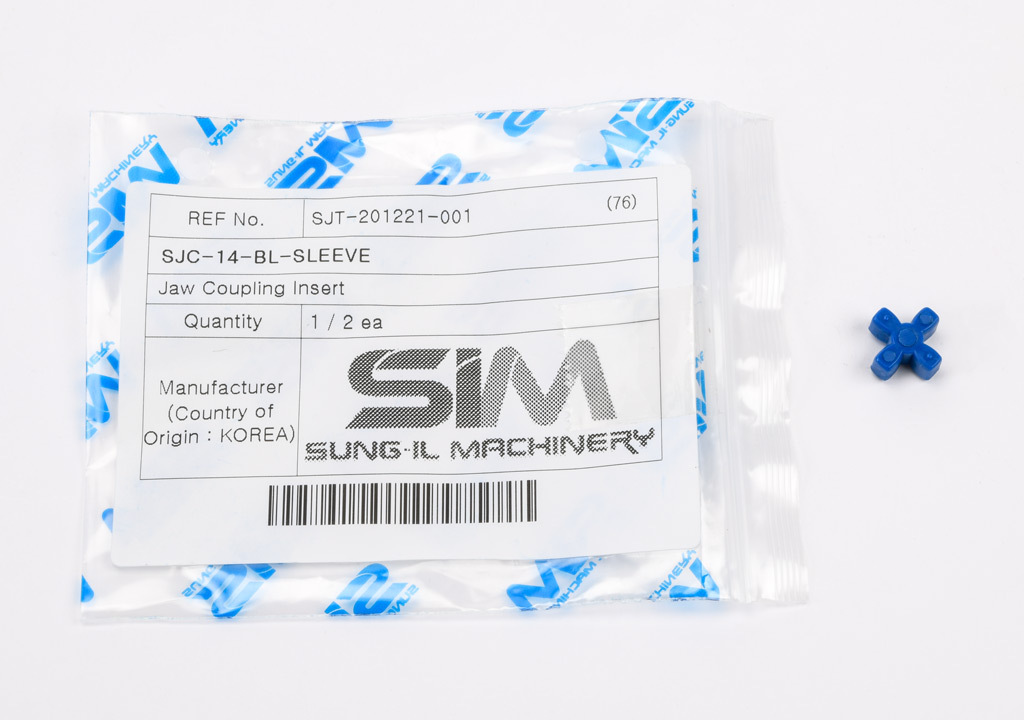 REF No. SJT-201221-001 (76)
SJC-14-BL-SLEEVE
Jaw Coupling Insert
Quantity 1 / 2 ea
Manufacturer
(Country of
Origin : KOREA)
SIM
SUNG-IL MACHINERY